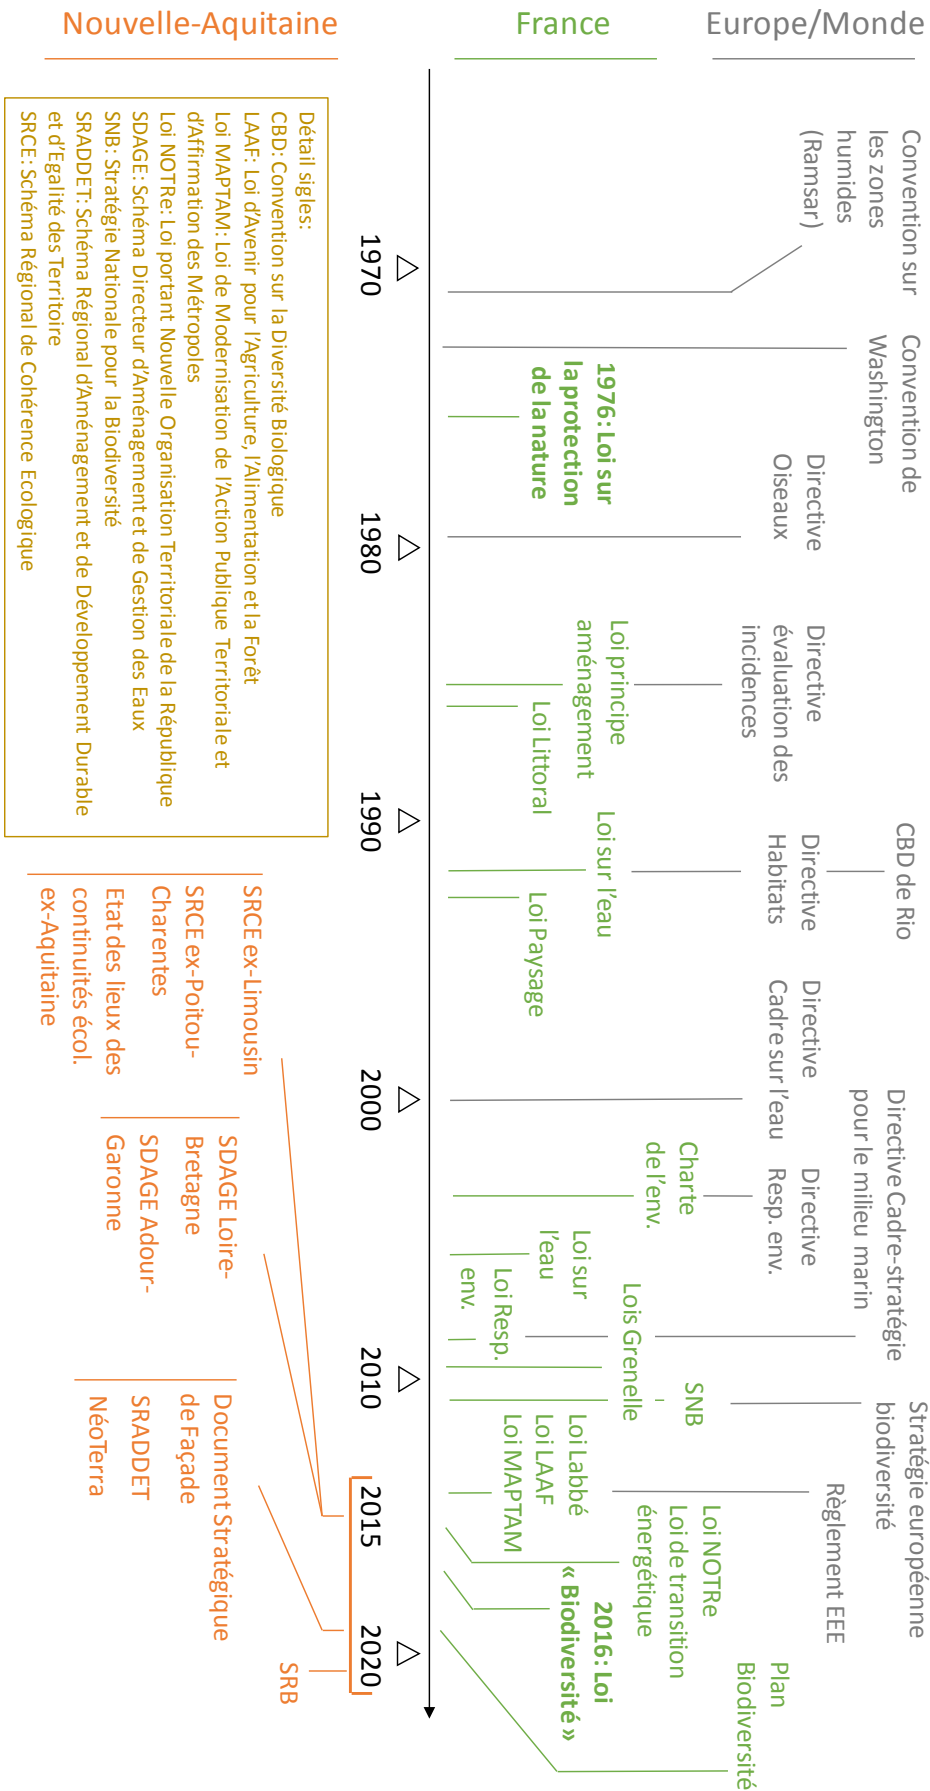 Nouvelle-Aquitaine
France
Europe/Monde
Convention sur
les zones
humides
(Ramsar)
Convention de
Washington
Directive
Oiseaux
Directive
évaluation des
incidences
CBD de Rio
Directive
Habitats
Directive
Cadre sur l'eau
Directive Cadre-stratégie
pour le milieu marin
Directive
Resp. env.
Stratégie européenne
biodiversité
Règlement EEE
1976: Loi sur
la protection
de la nature
Loi principe
aménagement
Loi Littoral
Loi sur l'eau
Loi Paysage
Charte
de l'env.
Loi sur
l'eau
Loi Resp.
env.
Lois Grenelle
SNB
Loi Labbé
Loi LAAF
Loi MAPTAM
Loi NOTRe
Loi de transition
énergétique
2016: Loi
« Biodiversité »
Plan
Biodiversité
1970
1980
1990
2000
2010
2015
2020
Détail sigles:
CBD: Convention sur la Diversité Biologique
LAAF: Loi d'Avenir pour l'Agriculture, l'Alimentation et la Forêt
Loi MAPTAM: Loi de Modernisation de l'Action Publique Territoriale et
d'Affirmation des Métropoles
Loi NOTRe: Loi portant Nouvelle Organisation Territoriale de la République
SDAGE: Schéma Directeur d'Aménagement et de Gestion des Eaux
SNB: Stratégie Nationale pour la Biodiversité
SRADDET: Schéma Régional d'Aménagement et de Développement Durable
et d'Egalité des Territoire
SRCE: Schéma Régional de Cohérence Ecologique
SRCE ex-Limousin
SRCE ex-Poitou-
Charentes
Etat des lieux des
continuités écol.
ex-Aquitaine
SDAGE Loire-
Bretagne
SDAGE Adour-
Garonne
Document Stratégique
de Façade
SRADDET
NéoTerra
SRB